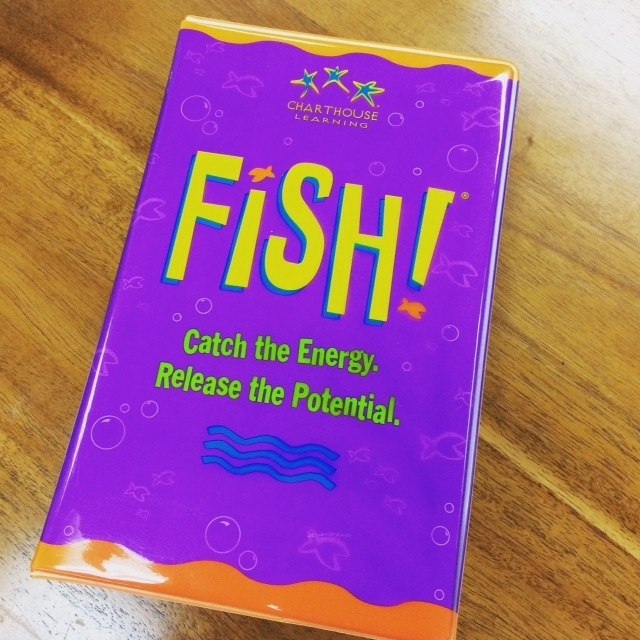 CHARTHOUSE
LEARNING
FISH!®
Catch the Energy.
Release the Potential.